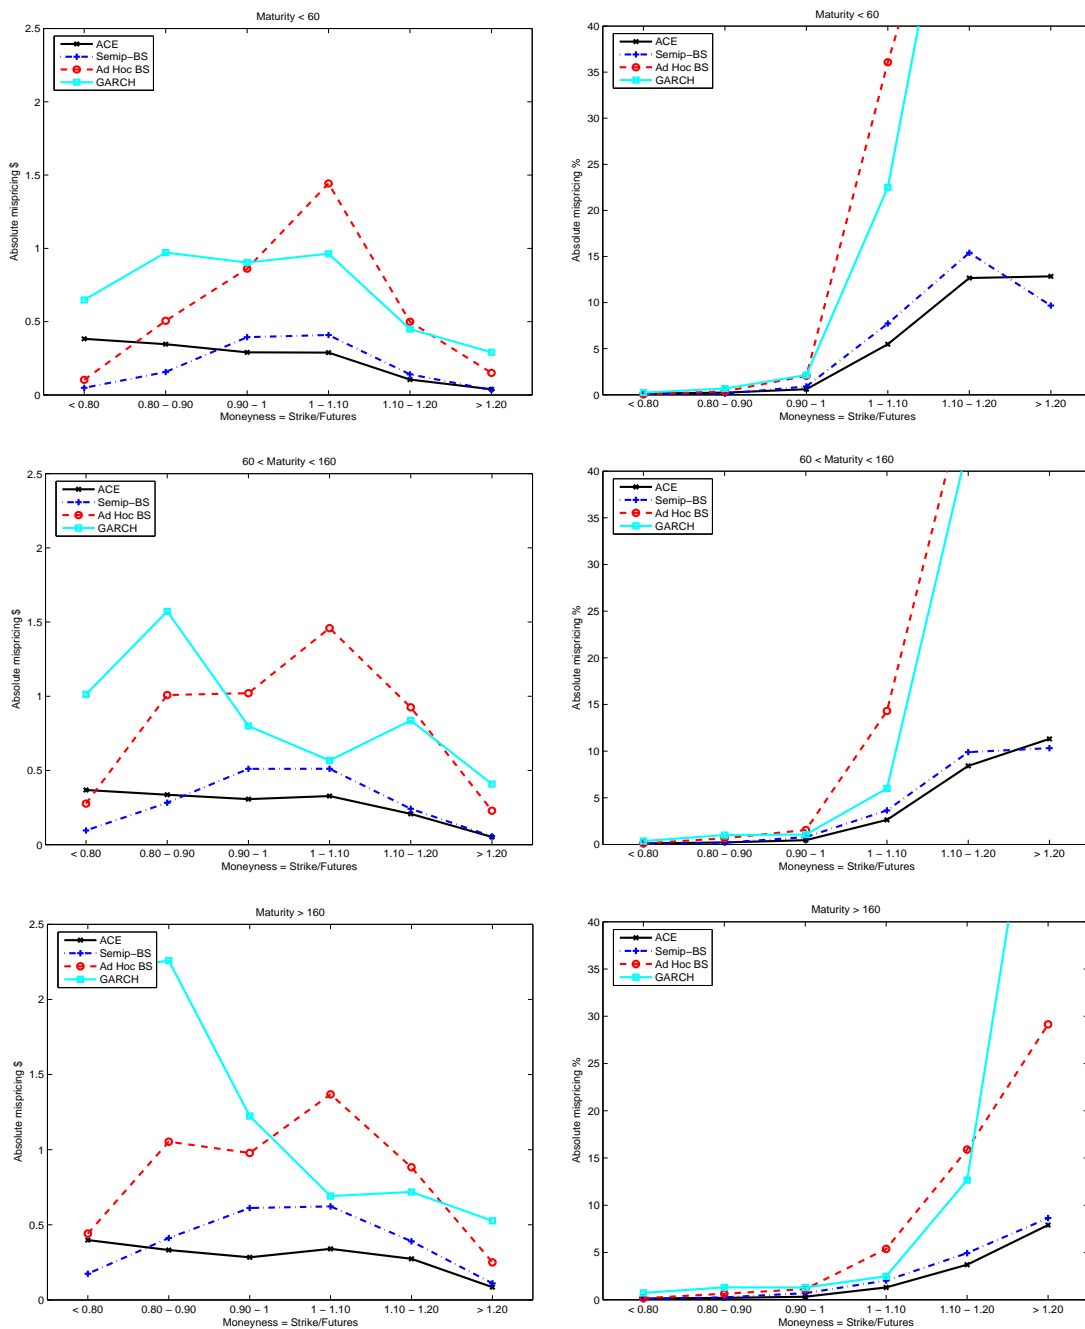 Maturity < 60
2.5
2
1.5
1
0.5
0
Absolute mispricing $
ACE
Semip−BS
Ad Hoc BS
GARCH
< 0.80
0.80 − 0.90
0.90 − 1
1 − 1.10
1.10 − 1.20
> 1.20
Moneyness = Strike/Futures
Maturity < 60
40
35
30
25
20
15
10
5
0
Absolute mispricing %
ACE
Semip−BS
Ad Hoc BS
GARCH
< 0.80
0.80 − 0.90
0.90 − 1
1 − 1.10
1.10 − 1.20
> 1.20
Moneyness = Strike/Futures
60 < Maturity < 160
2.5
2
1.5
1
0.5
0
Absolute mispricing $
ACE
Semip−BS
Ad Hoc BS
GARCH
< 0.80
0.80 − 0.90
0.90 − 1
1 − 1.10
1.10 − 1.20
> 1.20
Moneyness = Strike/Futures
60 < Maturity < 160
40
35
30
25
20
15
10
5
0
Absolute mispricing %
ACE
Semip−BS
Ad Hoc BS
GARCH
< 0.80
0.80 − 0.90
0.90 − 1
1 − 1.10
1.10 − 1.20
> 1.20
Moneyness = Strike/Futures
Maturity > 160
2.5
2
1.5
1
0.5
0
Absolute mispricing $
ACE
Semip−BS
Ad Hoc BS
GARCH
< 0.80
0.80 − 0.90
0.90 − 1
1 − 1.10
1.10 − 1.20
> 1.20
Moneyness = Strike/Futures
Maturity > 160
40
35
30
25
20
15
10
5
0
Absolute mispricing %
ACE
Semip−BS
Ad Hoc BS
GARCH
< 0.80
0.80 − 0.90
0.90 − 1
1 − 1.10
1.10 − 1.20
> 1.20
Moneyness = Strike/Futures